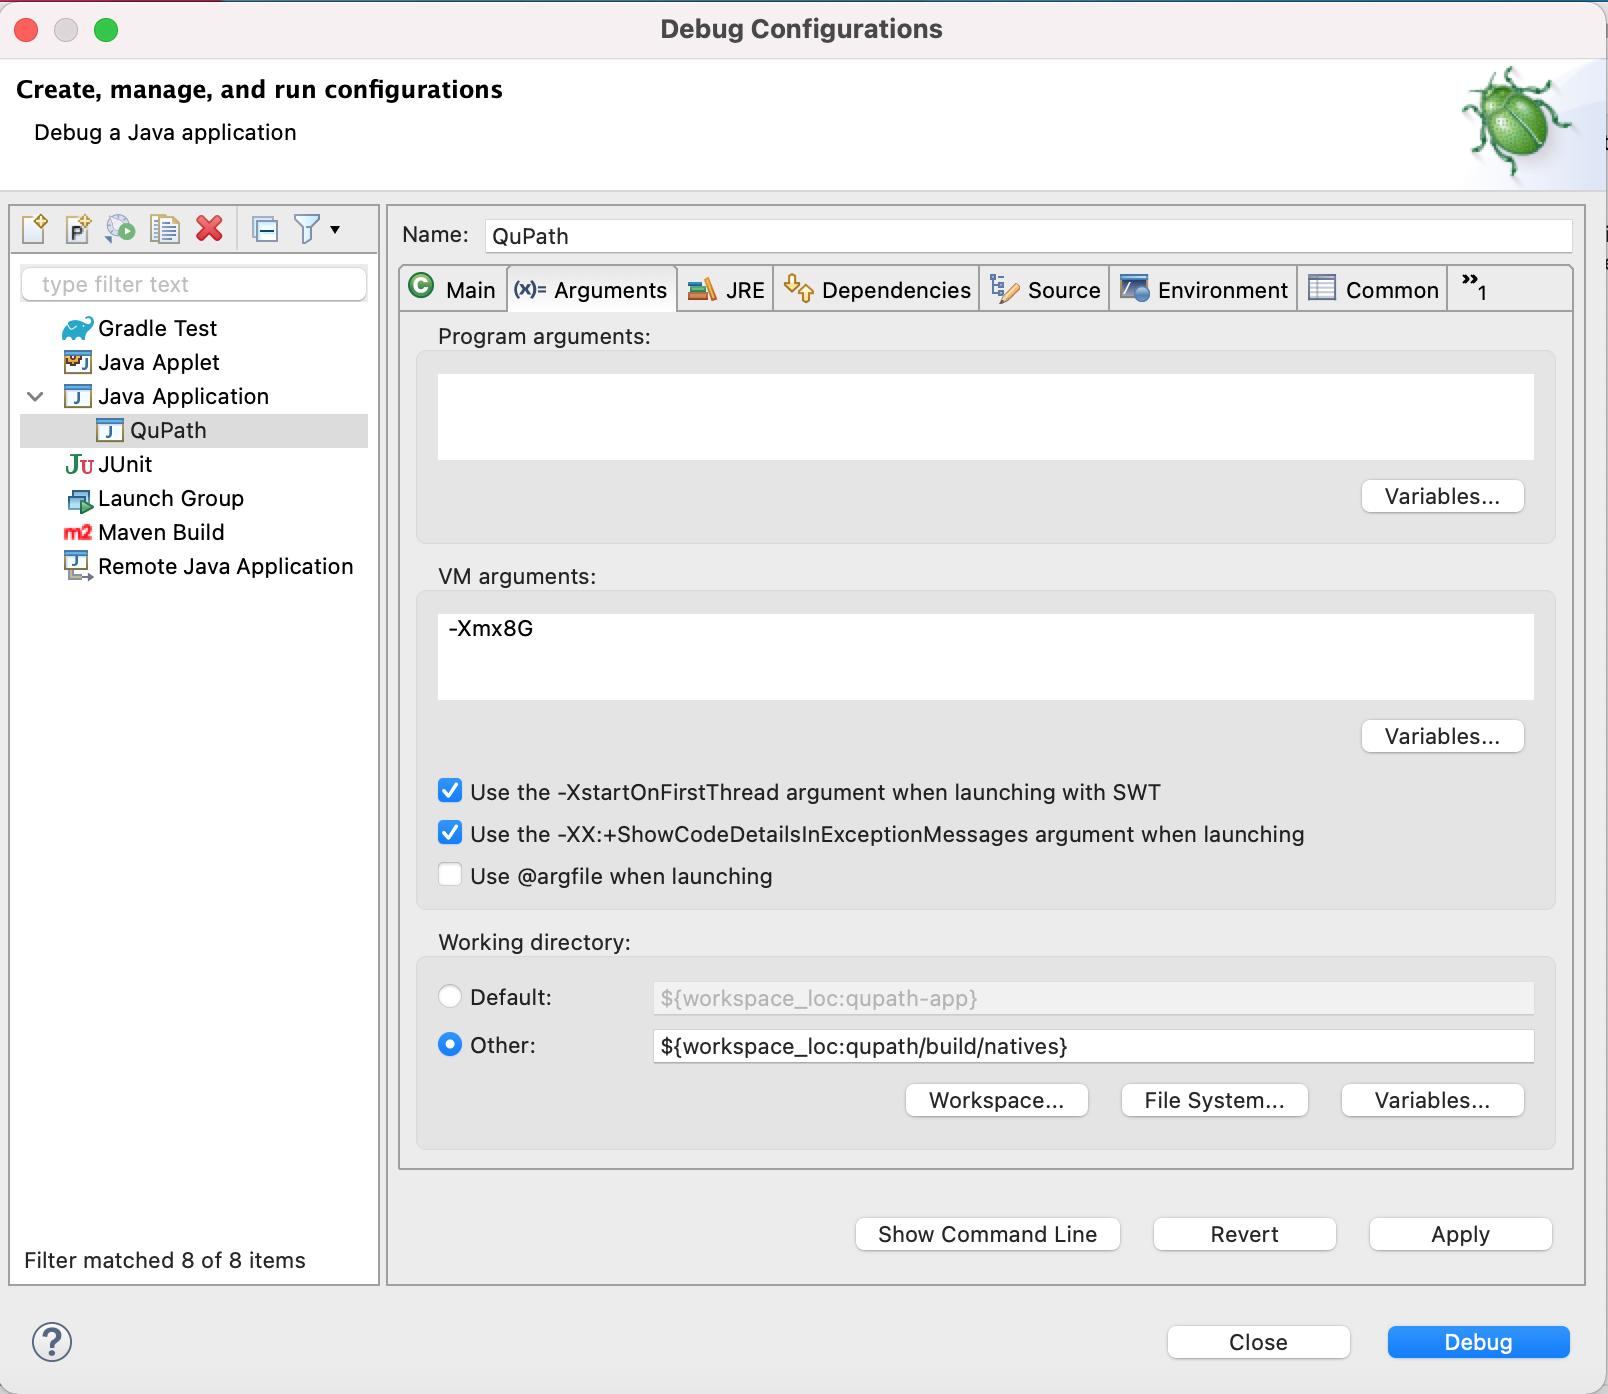 Debug Configurations
Create, manage, and run configurations
Debug a Java application
type filter text
Gradle Test
Java Applet
Java Application
QuPath
JUnit
Launch Group
Maven Build
Remote Java Application
Filter matched 8 of 8 items
Name: QuPath
Main (x)= Arguments JRE Dependencies Source Environment Common »1
Program arguments:
Variables...
VM arguments:
-Xmx8G
Variables...
Use the -XstartOnFirstThread argument when launching with SWT
Use the -XX:+ShowCodeDetailsInExceptionMessages argument when launching
Use @argfile when launching
Working directory:
Default: ${workspace_loc:qupath-app}
Other: ${workspace_loc:qupath/build/natives}
Workspace... File System... Variables...
Show Command Line Revert Apply
? Close Debug